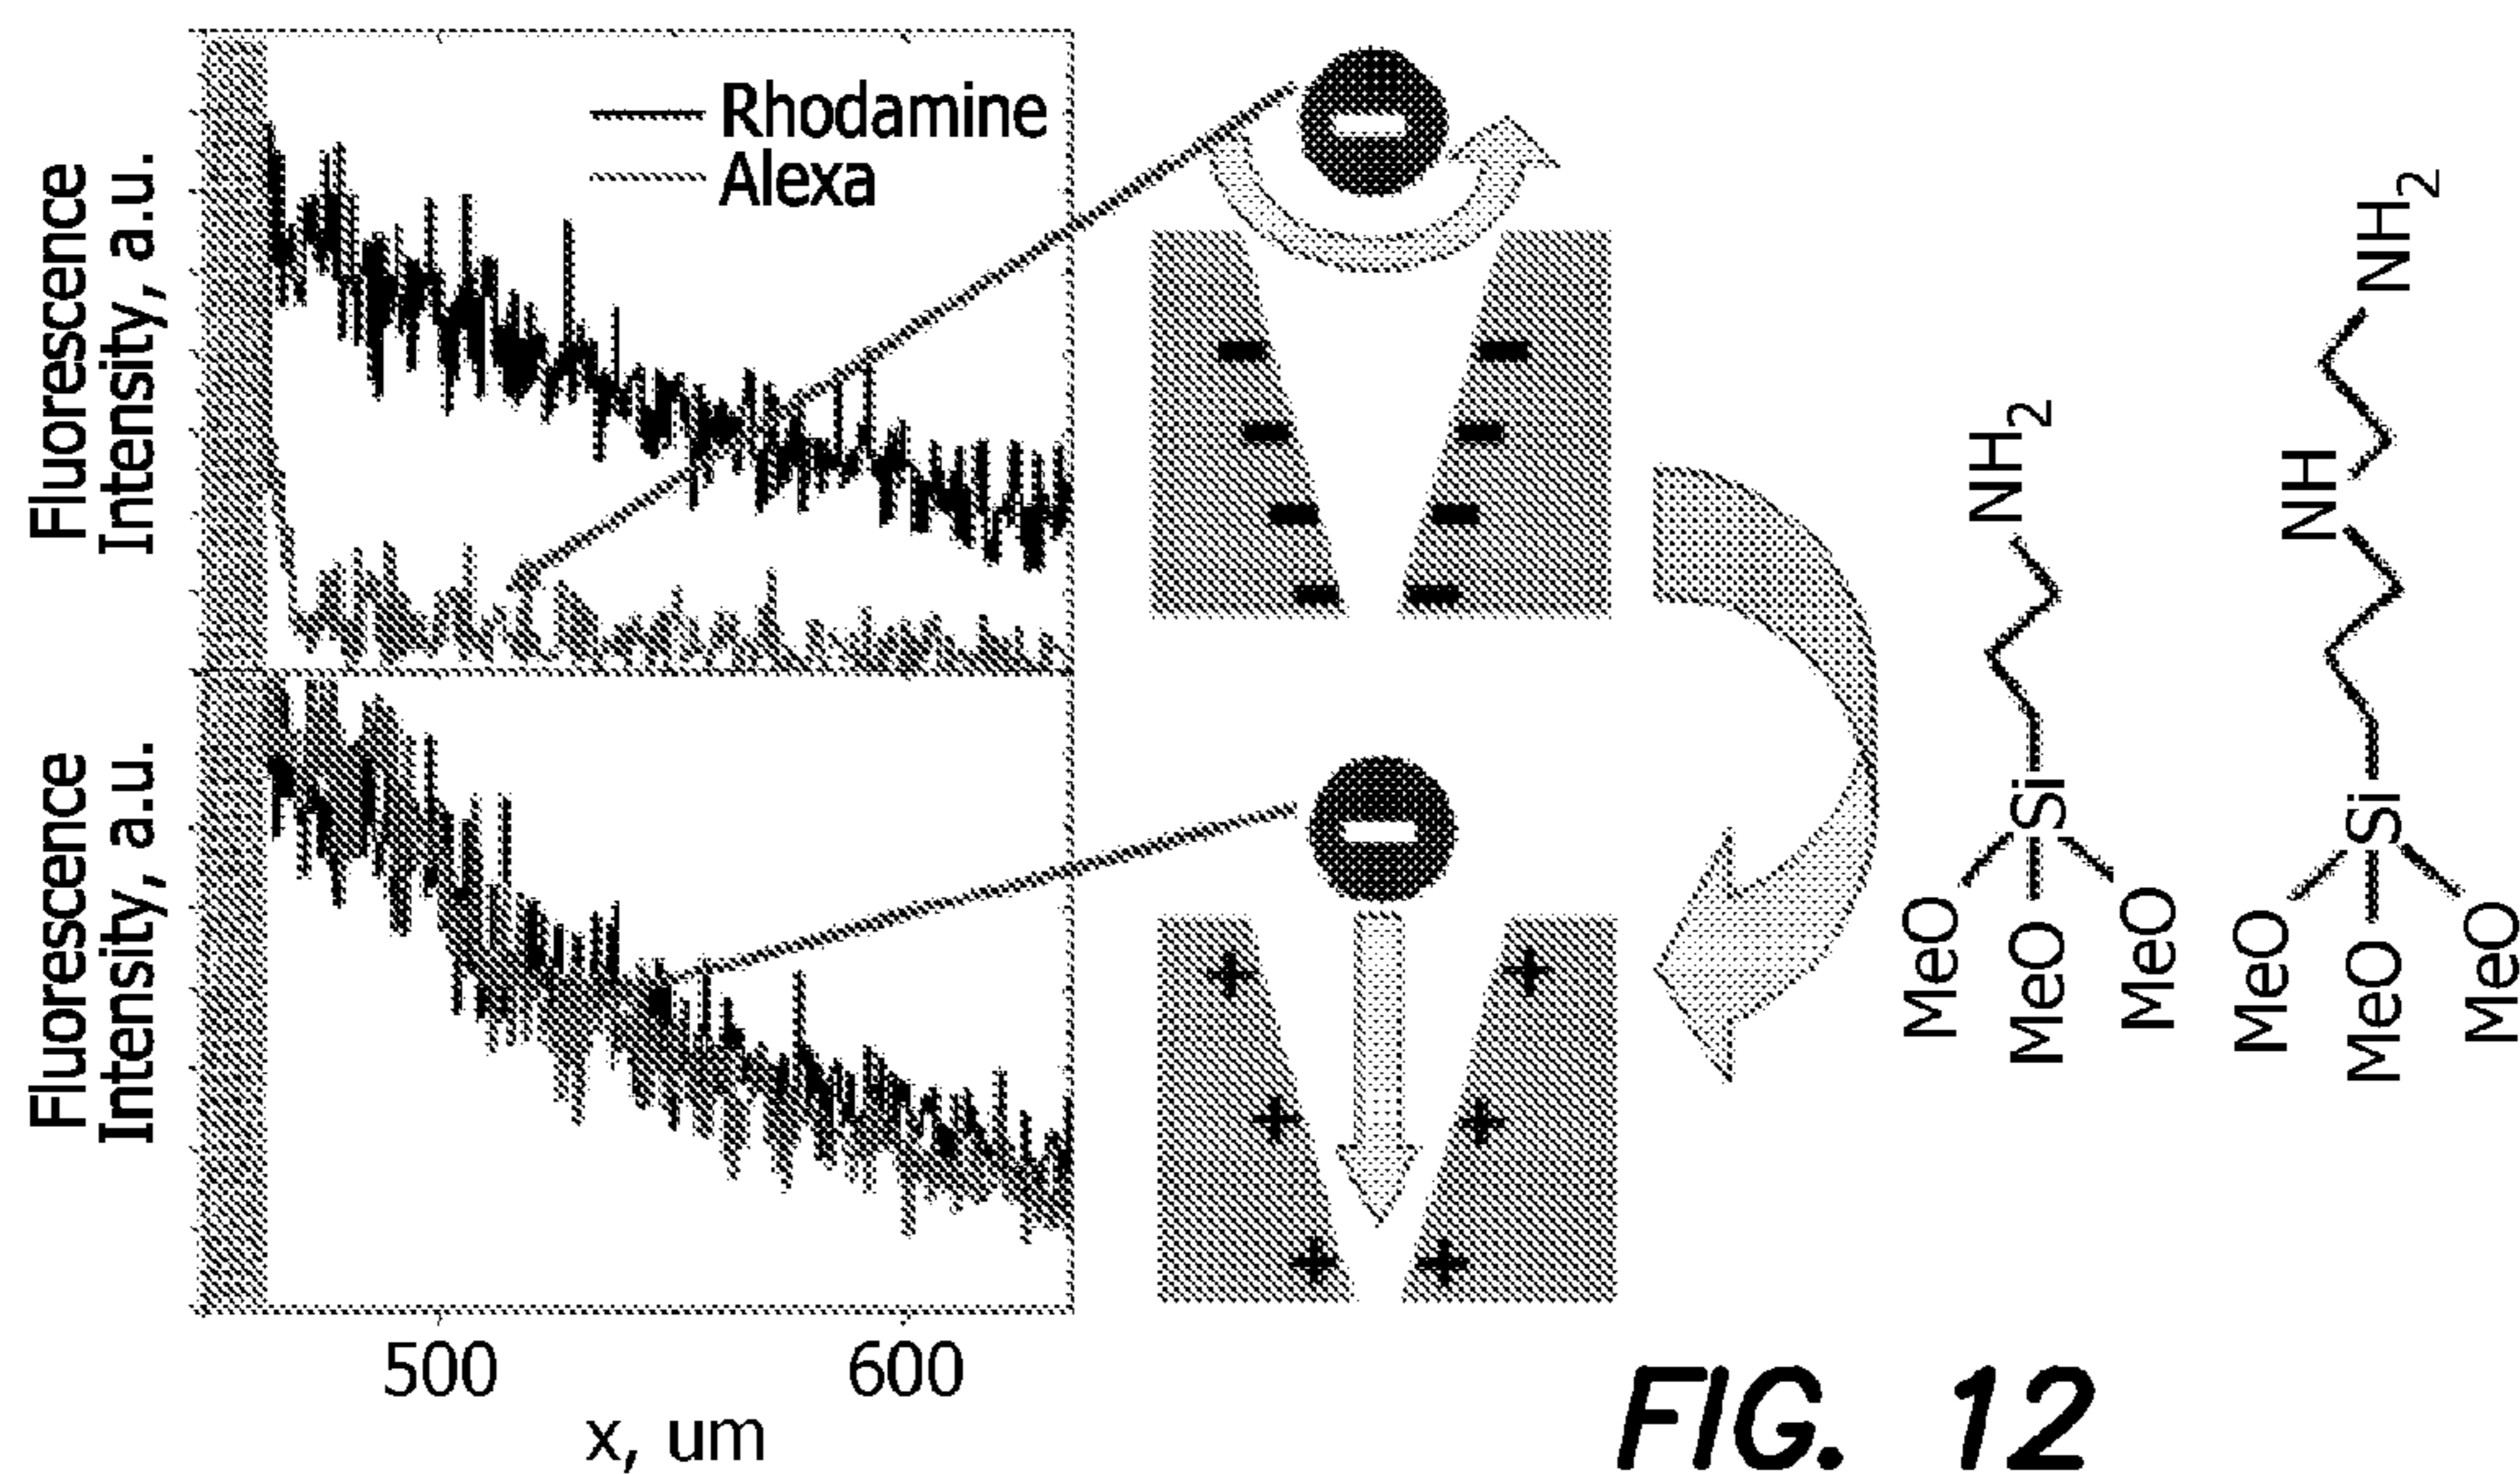 Fluorescence
Intensity, a.u.
Rhodamine
Alexa
Fluorescence
Intensity, a.u.
500
600
x, um
NH2
Si
MeO
MeO
MeO
NH2
NH
Si
MeO
MeO
MeO
FIG. 12